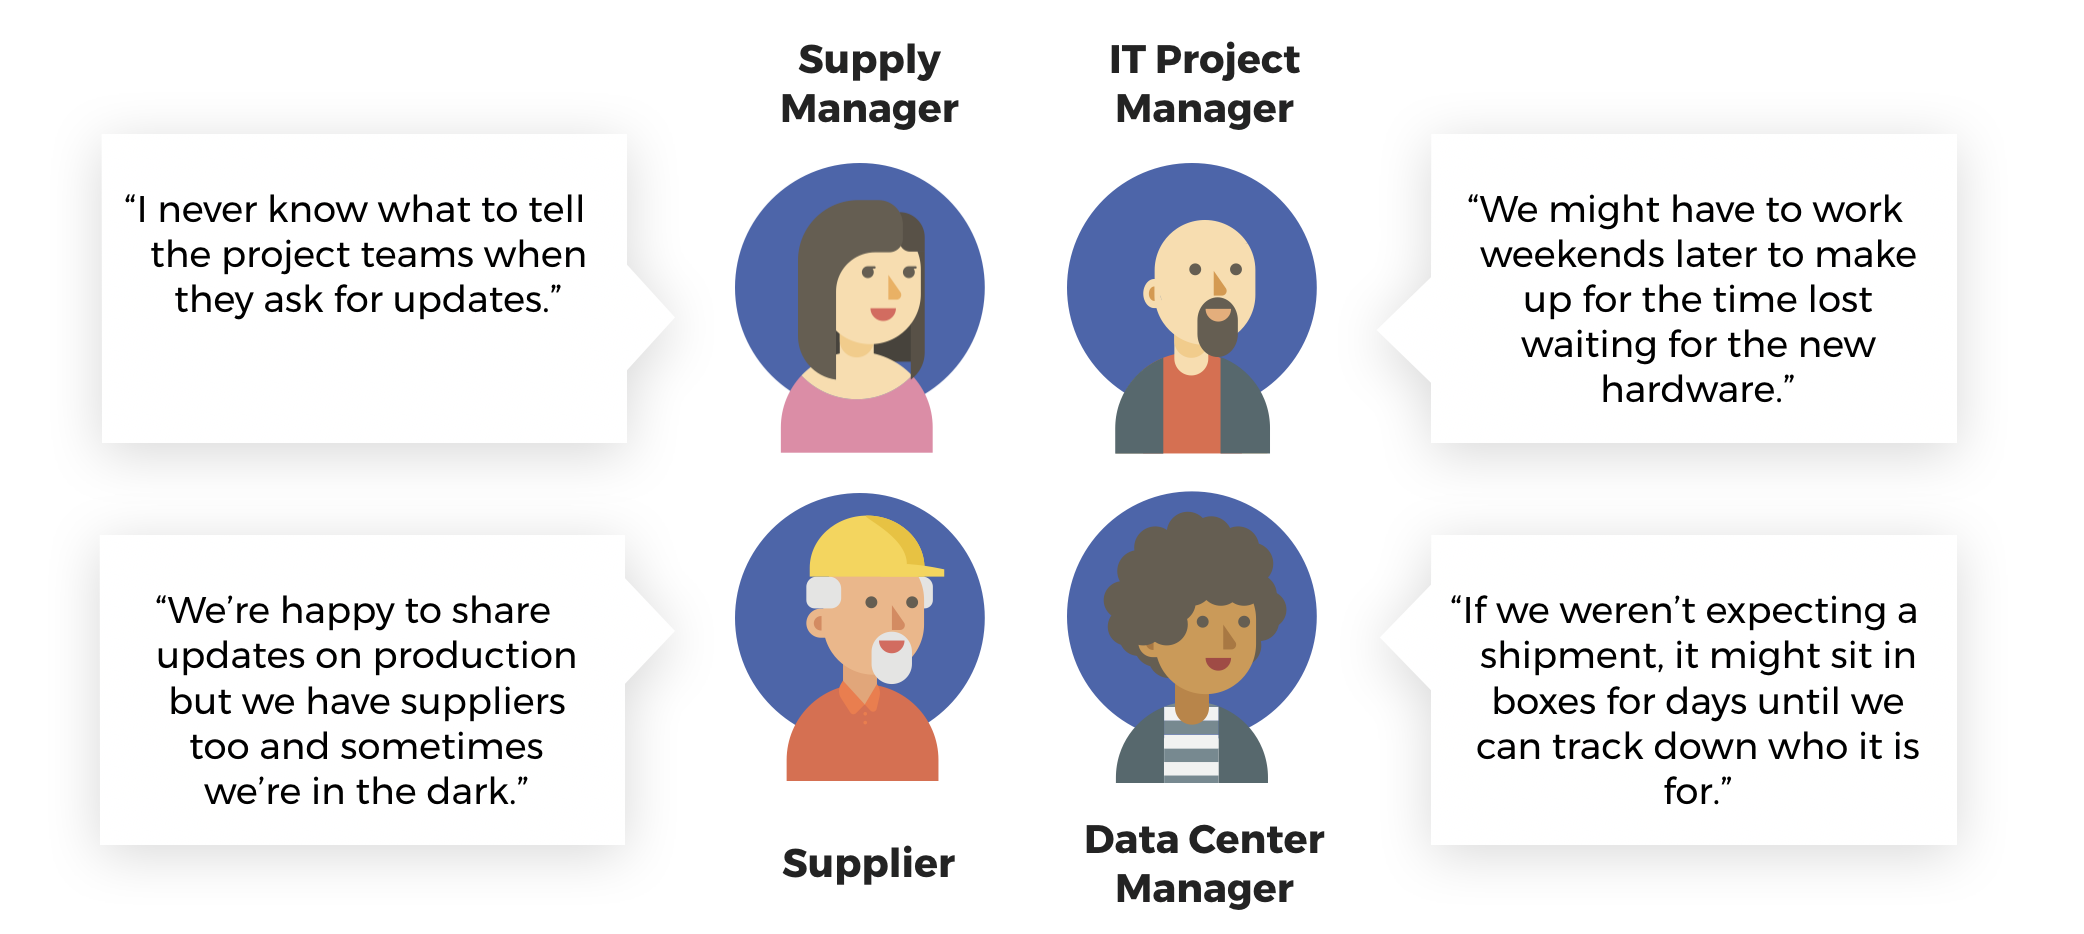 Supply
Manager
IT Project
Manager
“I never know what to tell
the project teams when
they ask for updates.”
“We might have to work
weekends later to make
up for the time lost
waiting for the new
hardware.”
“We’re happy to share
updates on production
but we have suppliers
too and sometimes
we’re in the dark.”
“If we weren’t expecting a
shipment, it might sit in
boxes for days until we
can track down who it is
for.”
Supplier
Data Center
Manager